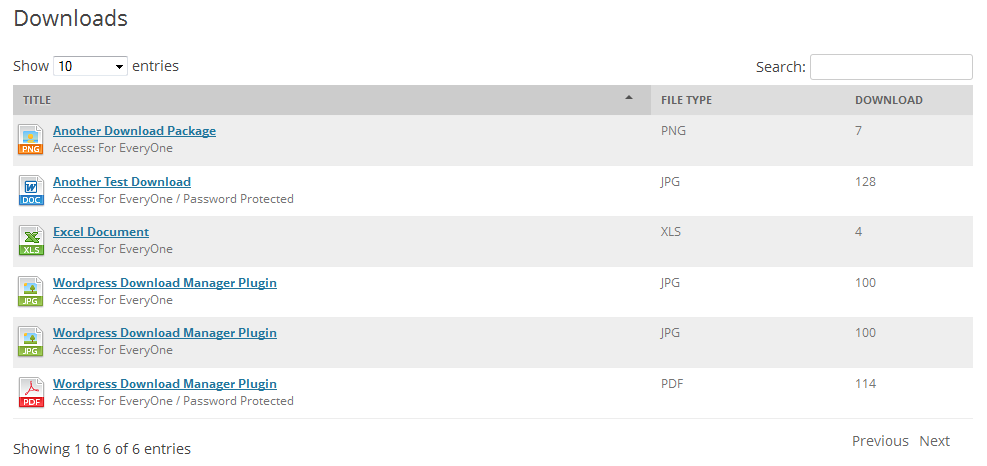 Downloads
Show 10 entries Search:
TITLE FILE TYPE DOWNLOAD
PNG Another Download Package PNG 7
Access: For EveryOne
W DOC Another Test Download JPG 128
Access: For EveryOne / Password Protected
XLS Excel Document XLS 4
Access: For EveryOne
JPG Wordpress Download Manager Plugin JPG 100
Access: For EveryOne
JPG Wordpress Download Manager Plugin JPG 100
Access: For EveryOne
PDF Wordpress Download Manager Plugin PDF 114
Access: For EveryOne / Password Protected
Showing 1 to 6 of 6 entries Previous Next